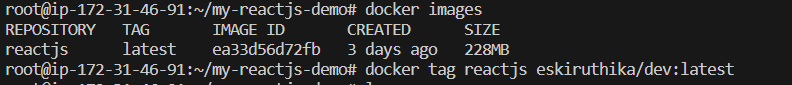 root@ip-172-31-46-91:~/my-reactjs-demo# docker images
REPOSITORY   TAG       IMAGE ID       CREATED      SIZE
reactjs      latest    ea33d56d72fb   3 days ago   228MB
root@ip-172-31-46-91:~/my-reactjs-demo# docker tag reactjs eskiruthika/dev:latest